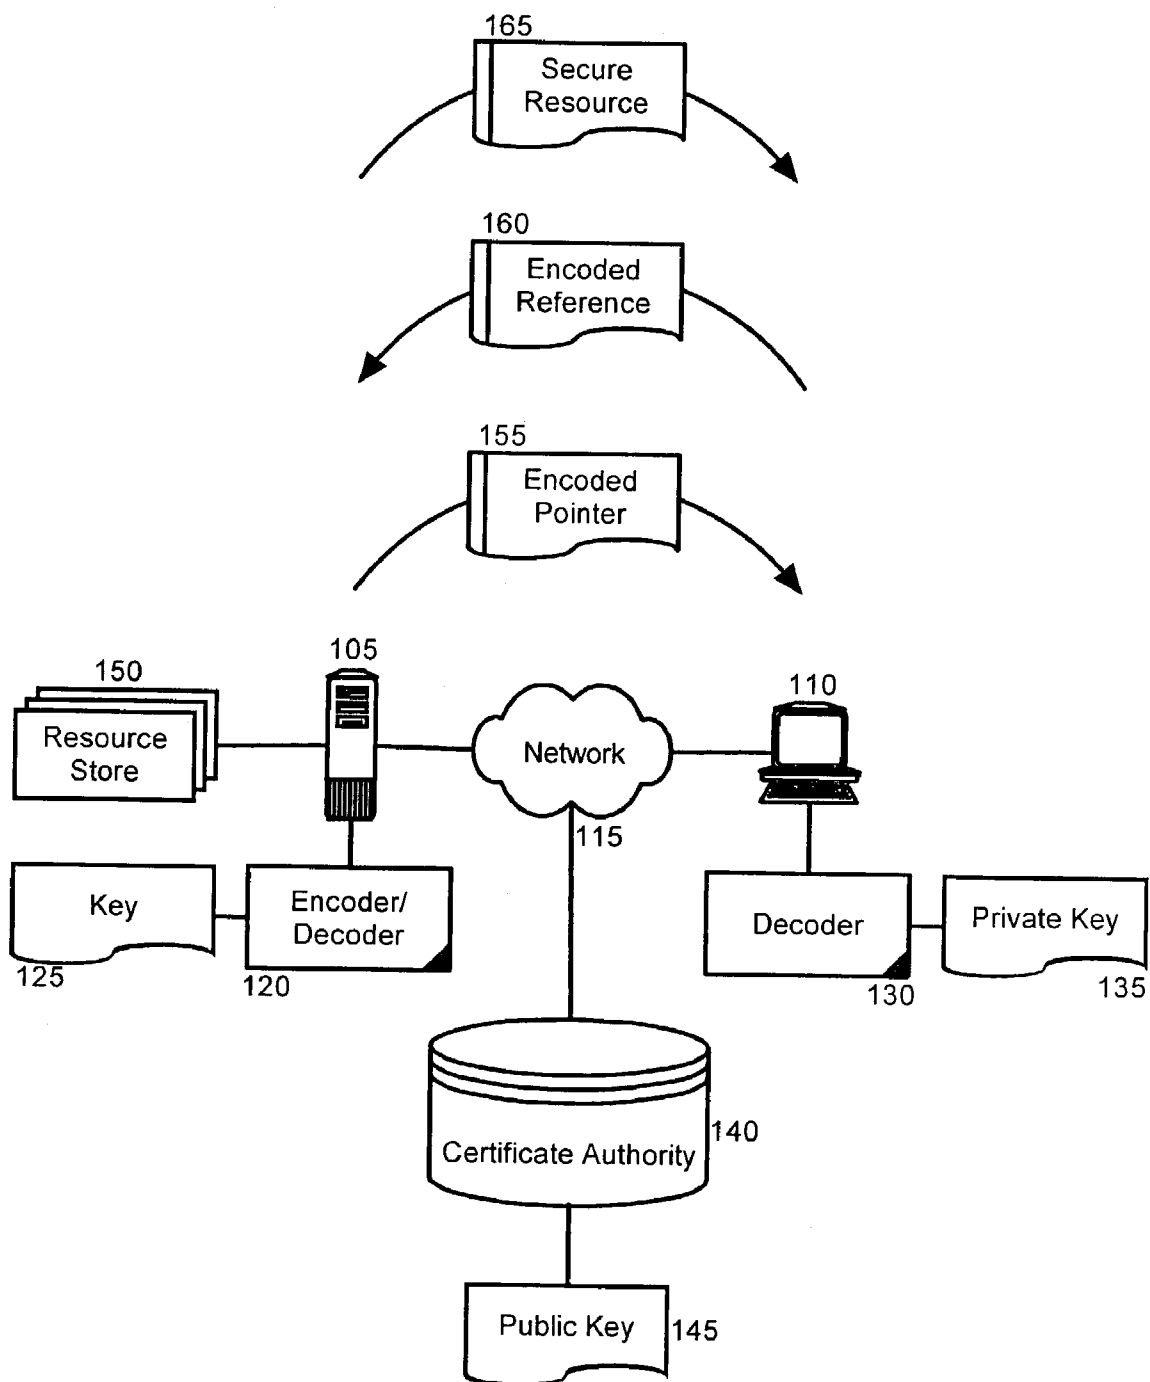 165
Secure
Resource
160
Encoded
Reference
155
Encoded
Pointer
105
150
110
Resource
Store
Network
115
Key
Encoder/
Decoder
Decoder
Private Key
125
120
130
135
140
Certificate Authority
Public Key
145